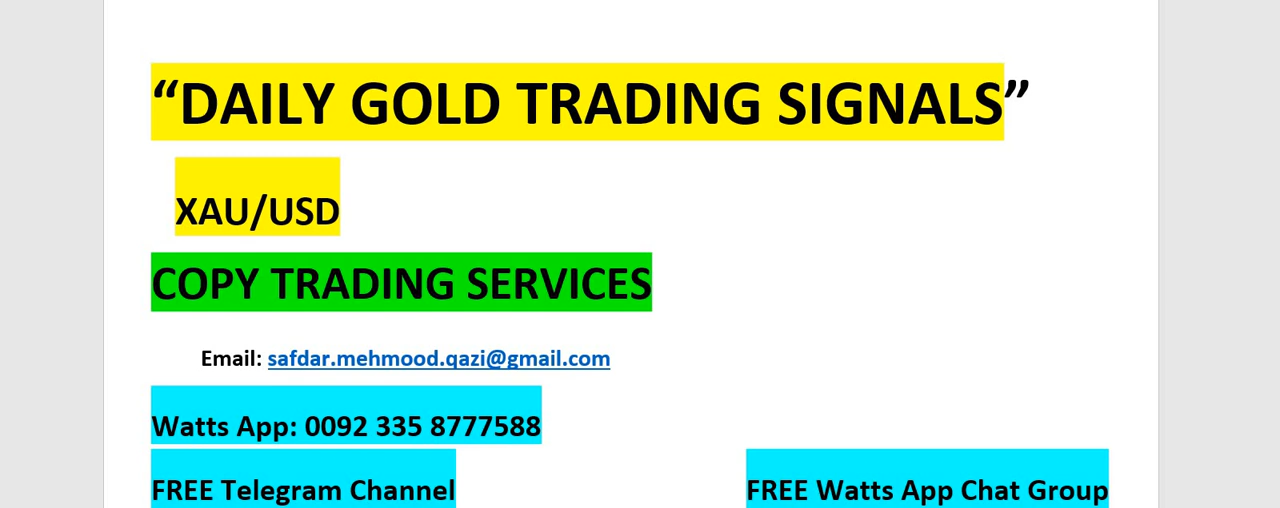 “DAILY GOLD TRADING SIGNALS”
XAU/USD
COPY TRADING SERVICES
Email: safdar.mehmood.qazi@gmail.com
Watts App: 0092 335 8777588
FREE Telegram Channel FREE Watts App Chat Group